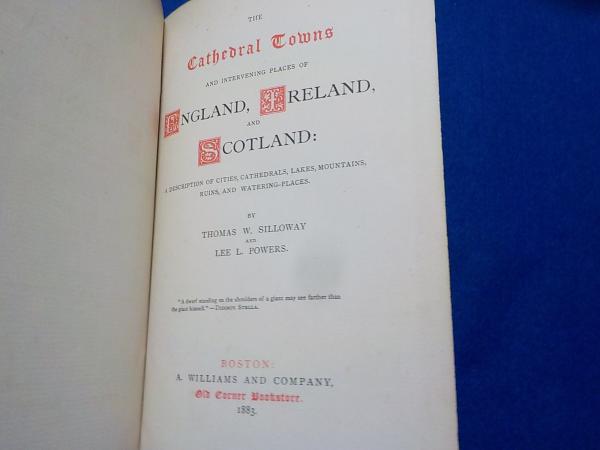 THE
Cathedral Towns
AND INTERVENING PLACES OF
ENGLAND, IRELAND,
AND
SCOTLAND:
A DESCRIPTION OF CITIES, CATHEDRALS, LAKES, MOUNTAINS,
RUINS, AND WATERING-PLACES.
BY
THOMAS W. SILLOWAY
AND
LEE L. POWERS.
"A dwarf standing on the shoulders of a giant may see farther than
the giant himself."—DIDACUS STELLA.
BOSTON:
A. WILLIAMS AND COMPANY,
Old Corner Bookstore.
1883.